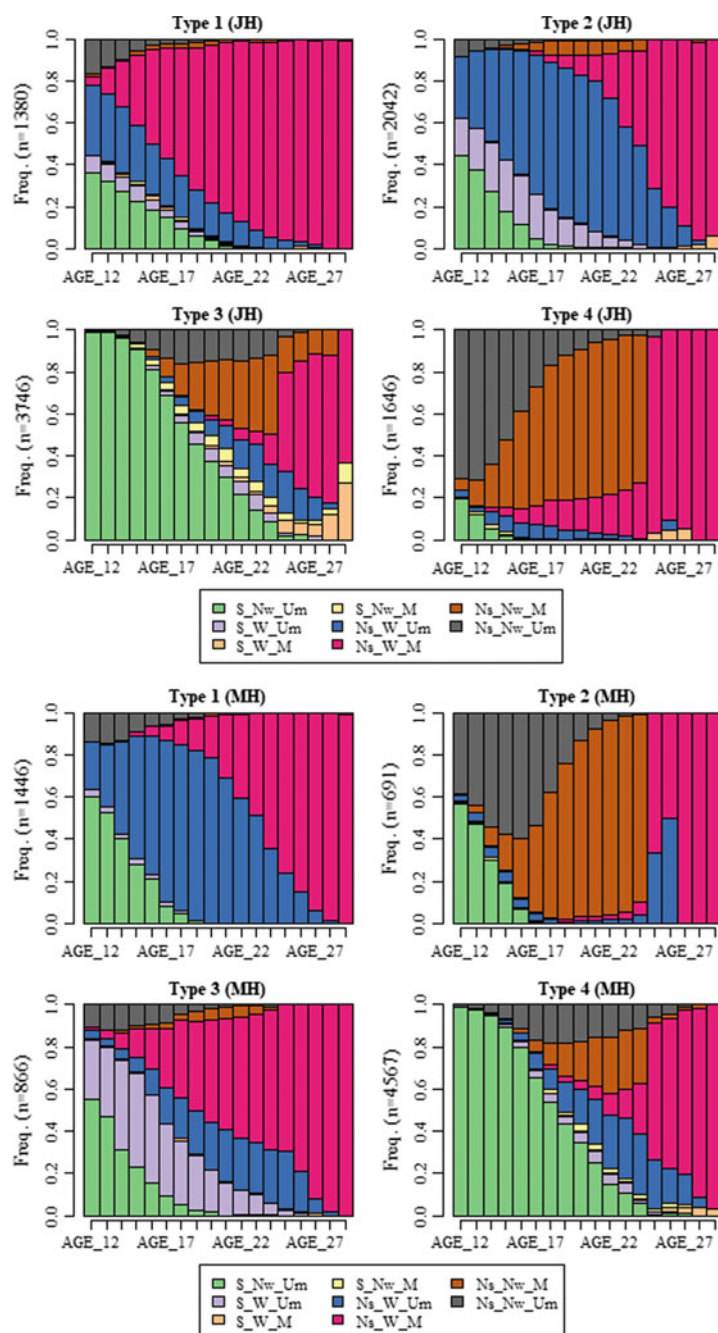 Type 1 (JH)
Freq. (n=1380)
0.0 0.2 0.4 0.6 0.8 1.0
AGE_12 AGE_17 AGE_22 AGE_27
Type 2 (JH)
Freq. (n=2042)
0.0 0.2 0.4 0.6 0.8 1.0
AGE_12 AGE_17 AGE_22 AGE_27
Type 3 (JH)
Freq. (n=3746)
0.0 0.2 0.4 0.6 0.8 1.0
AGE_12 AGE_17 AGE_22 AGE_27
Type 4 (JH)
Freq. (n=1646)
0.0 0.2 0.4 0.6 0.8 1.0
AGE_12 AGE_17 AGE_22 AGE_27
S_Nw_Um S_Nw_M Ns_Nw_M
S_W_Um Ns_W_Um Ns_Nw_Um
S_W_M Ns_W_M
Type 1 (MH)
Freq. (n=1446)
0.0 0.2 0.4 0.6 0.8 1.0
AGE_12 AGE_17 AGE_22 AGE_27
Type 2 (MH)
Freq. (n=691)
0.0 0.2 0.4 0.6 0.8 1.0
AGE_12 AGE_17 AGE_22 AGE_27
Type 3 (MH)
Freq. (n=866)
0.0 0.2 0.4 0.6 0.8 1.0
AGE_12 AGE_17 AGE_22 AGE_27
Type 4 (MH)
Freq. (n=4567)
0.0 0.2 0.4 0.6 0.8 1.0
AGE_12 AGE_17 AGE_22 AGE_27
S_Nw_Um S_Nw_M Ns_Nw_M
S_W_Um Ns_W_Um Ns_Nw_Um
S_W_M Ns_W_M